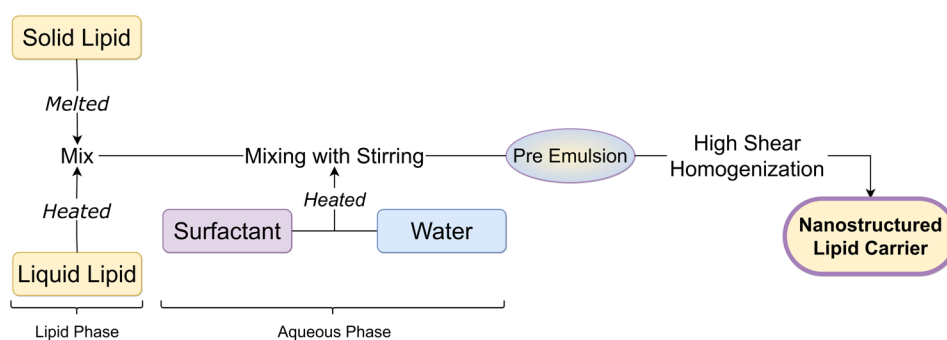 Solid Lipid
Melted
Mix
Heated
Liquid Lipid
Lipid Phase
Mixing with Stirring
Heated
Surfactant
Water
Aqueous Phase
Pre Emulsion
High Shear
Homogenization
Nanostructured
Lipid Carrier